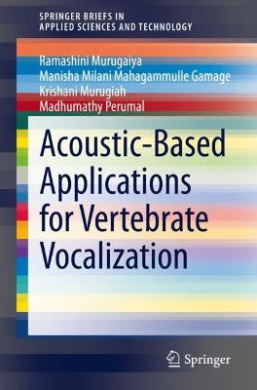 SPRINGER BRIEFS IN
APPLIED SCIENCES AND TECHNOLOGY
Ramashini Murugaiya
Manisha Milani Mahagammulle Gamage
Krishani Murugiah
Madhumathy Perumal
Acoustic-Based
Applications
for Vertebrate
Vocalization
Springer